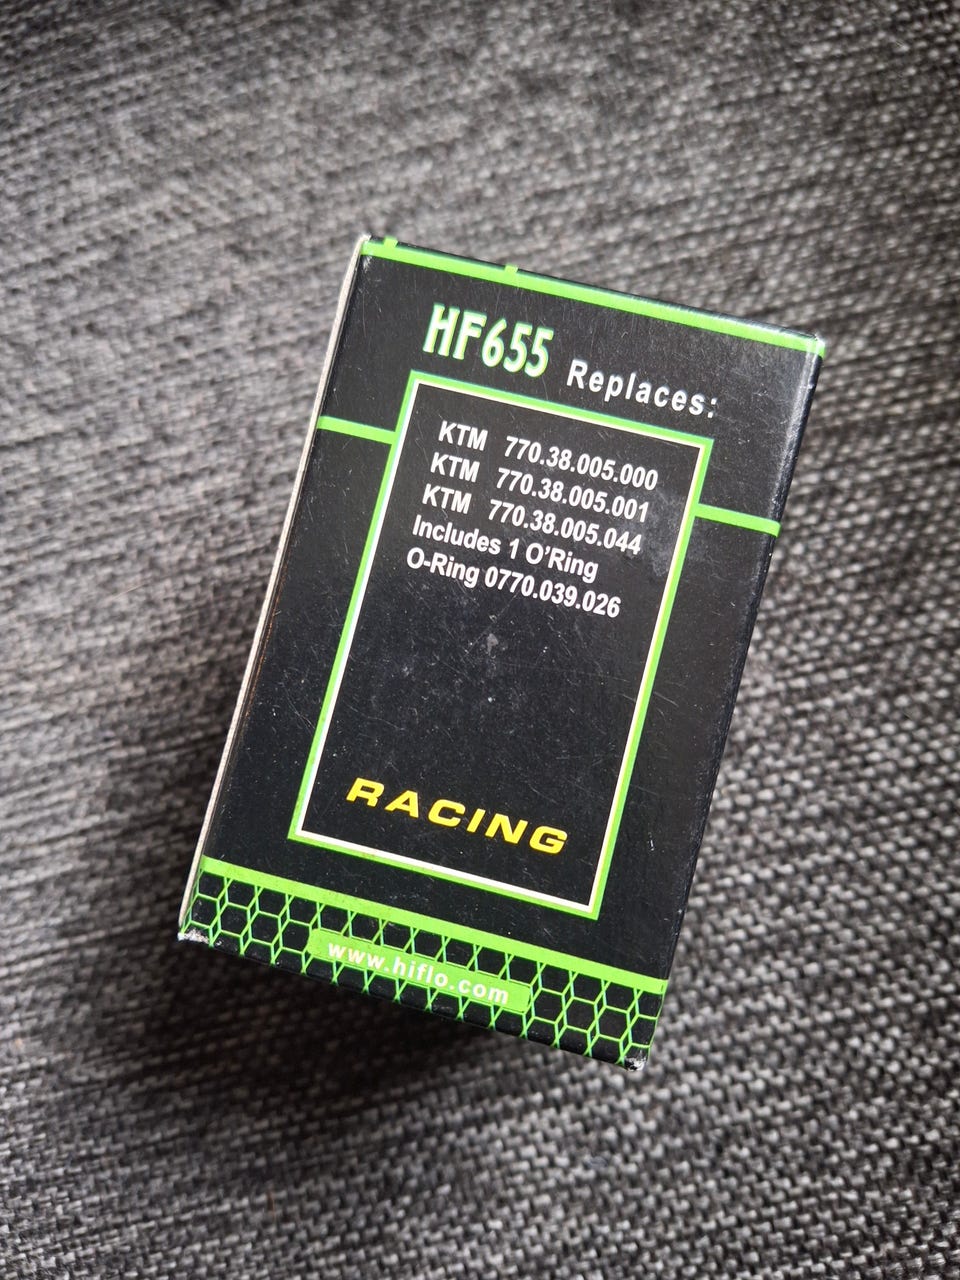 HF655 Replaces:
KTM 770.38.005.000
KTM 770.38.005.001
KTM 770.38.005.044
Includes 1 O'Ring
O-Ring 0770.039.026
RACING
www.hiflo.com